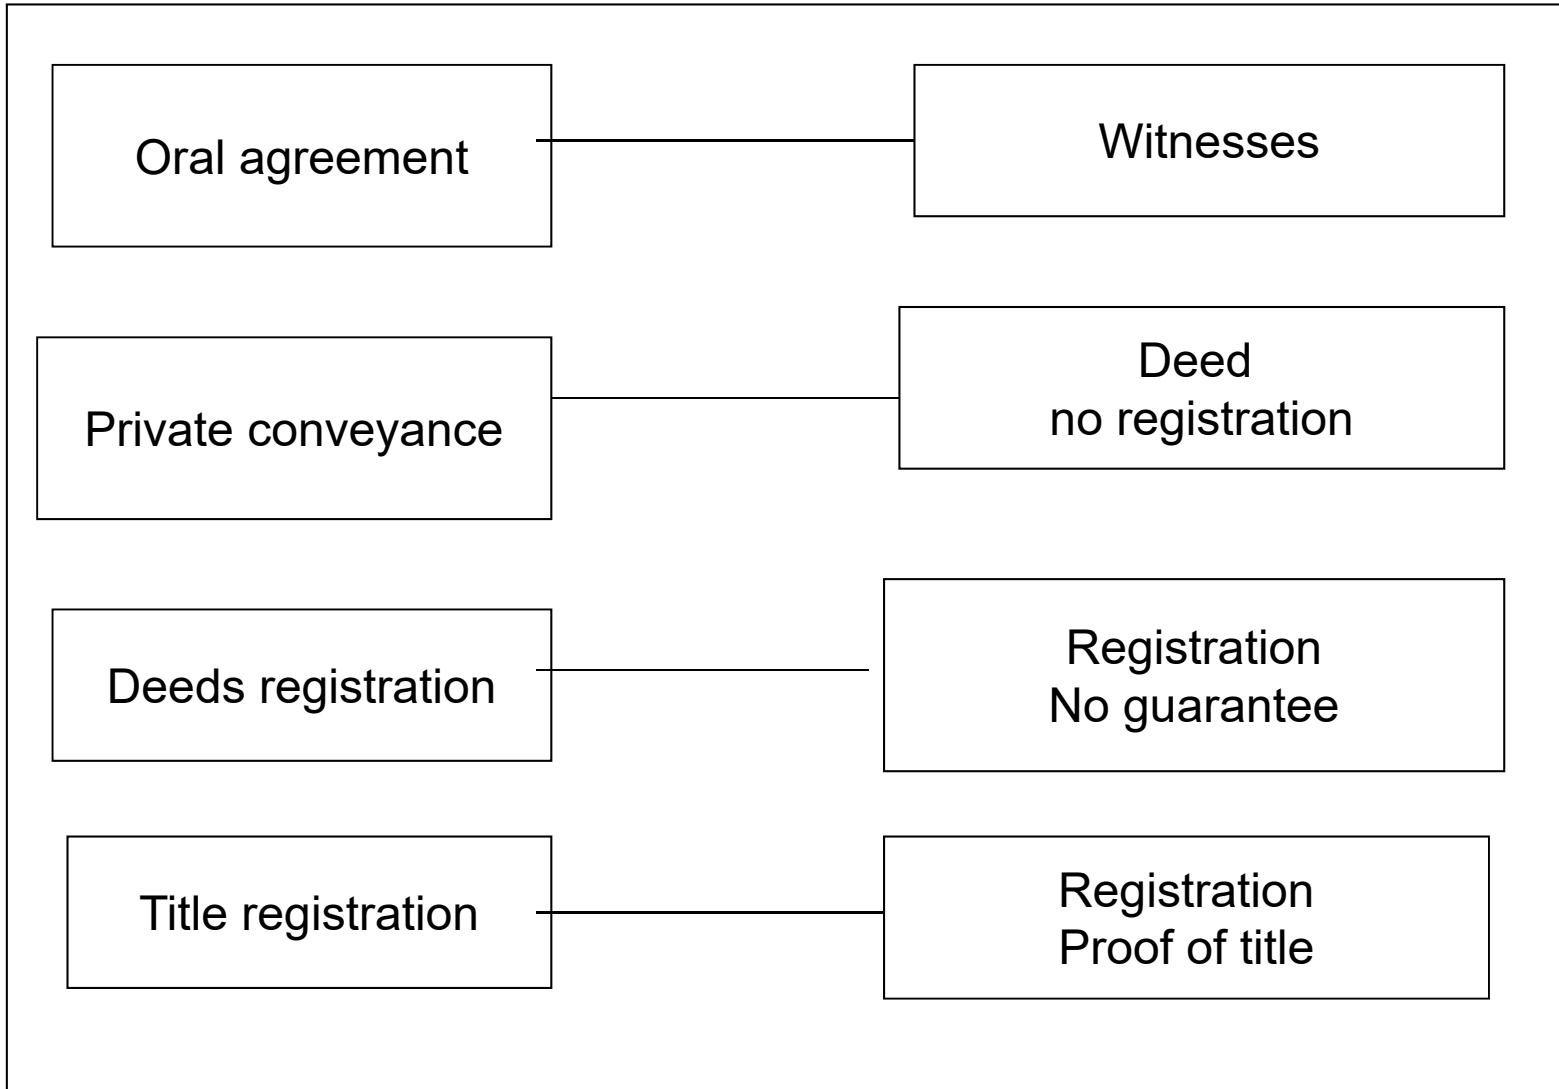 Oral agreement
Witnesses
Private conveyance
Deed
no registration
Deeds registration
Registration
No guarantee
Title registration
Registration
Proof of title